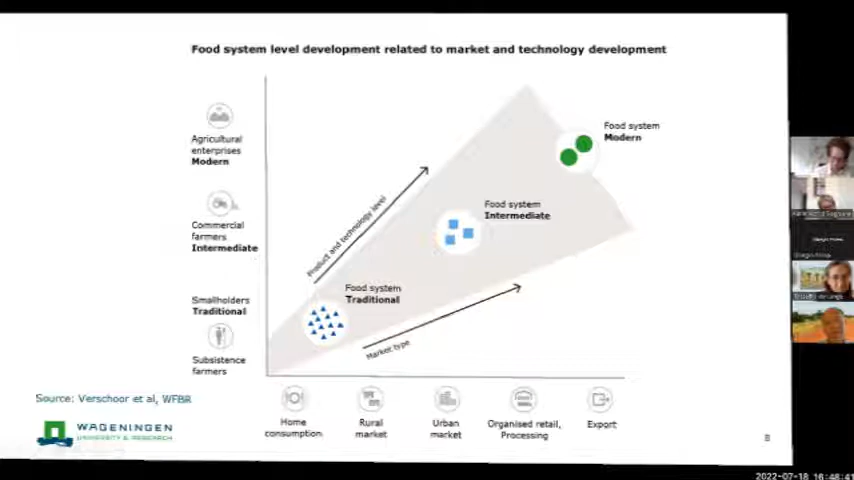 Food system level development related to market and technology development
Agricultural
enterprises
Modern
Commercial
farmers
Intermediate
Smallholders
Traditional
Subsistence
farmers
Product and technology level
Market type
Food system
Traditional
Food system
Intermediate
Food system
Modern
Home
consumption
Rural
market
Urban
market
Organised retail,
Processing
Export
Source: Verschoor et al, WFBR
WAGENINGEN
UNIVERSITY & RESEARCH
8
2022-07-18 16:48:41